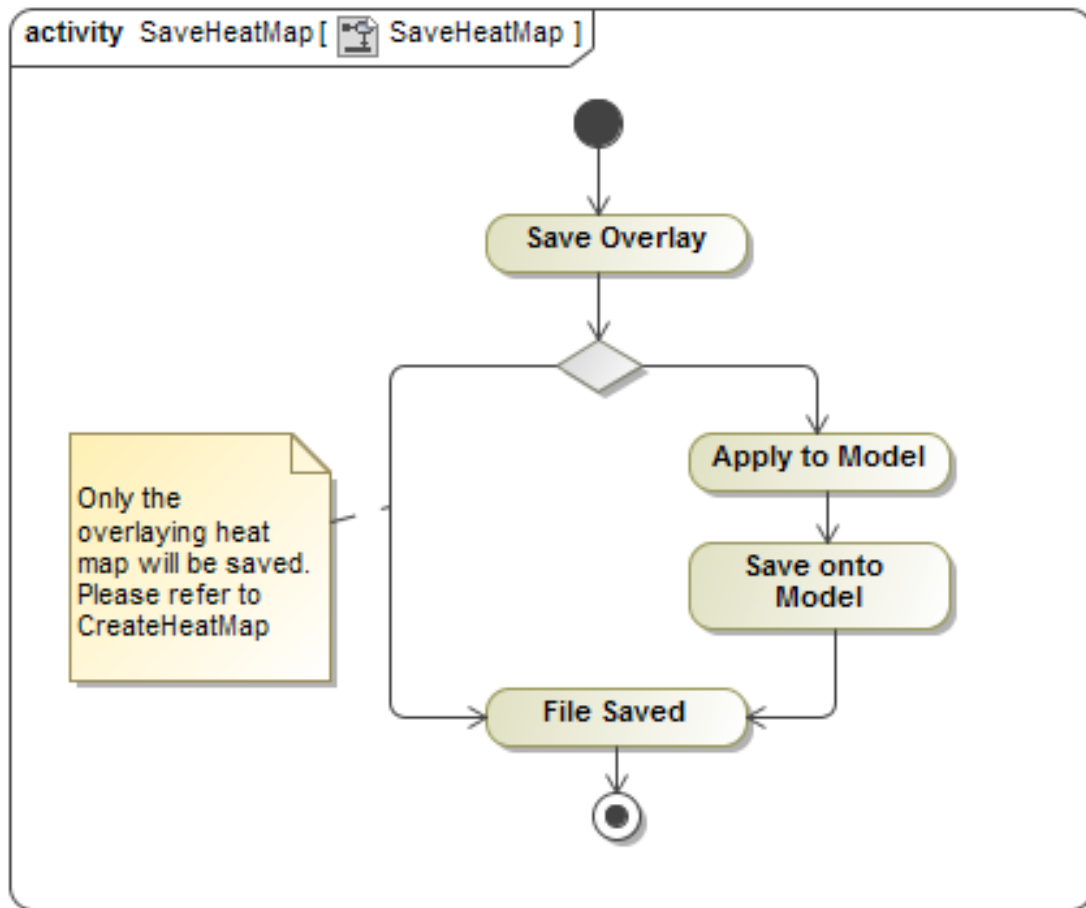 activity SaveHeatMap [ SaveHeatMap ]
Save Overlay
Apply to Model
Only the
overlaying heat
map will be saved.
Please refer to
CreateHeatMap
Save onto
Model
File Saved